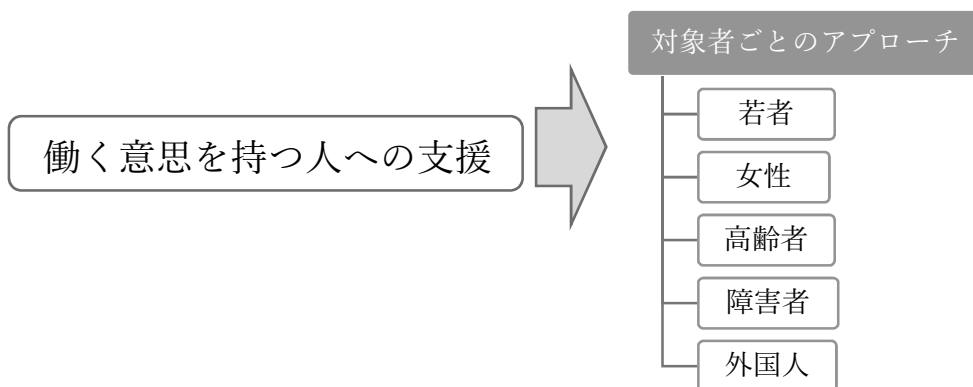 対象者ごとのアプローチ
働く意思を持つ人への支援
若者
女性
高齢者
障害者
外国人